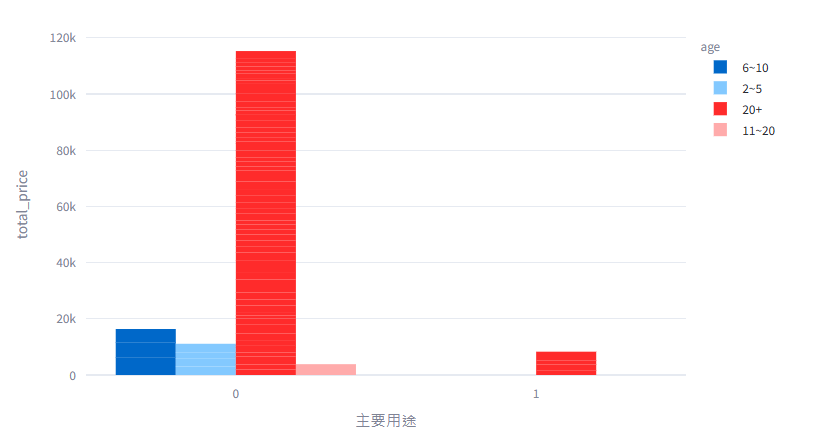 120k
100k
80k
60k
40k
20k
0
total_price
0
1
主要用途
age
6~10
2~5
20+
11~20